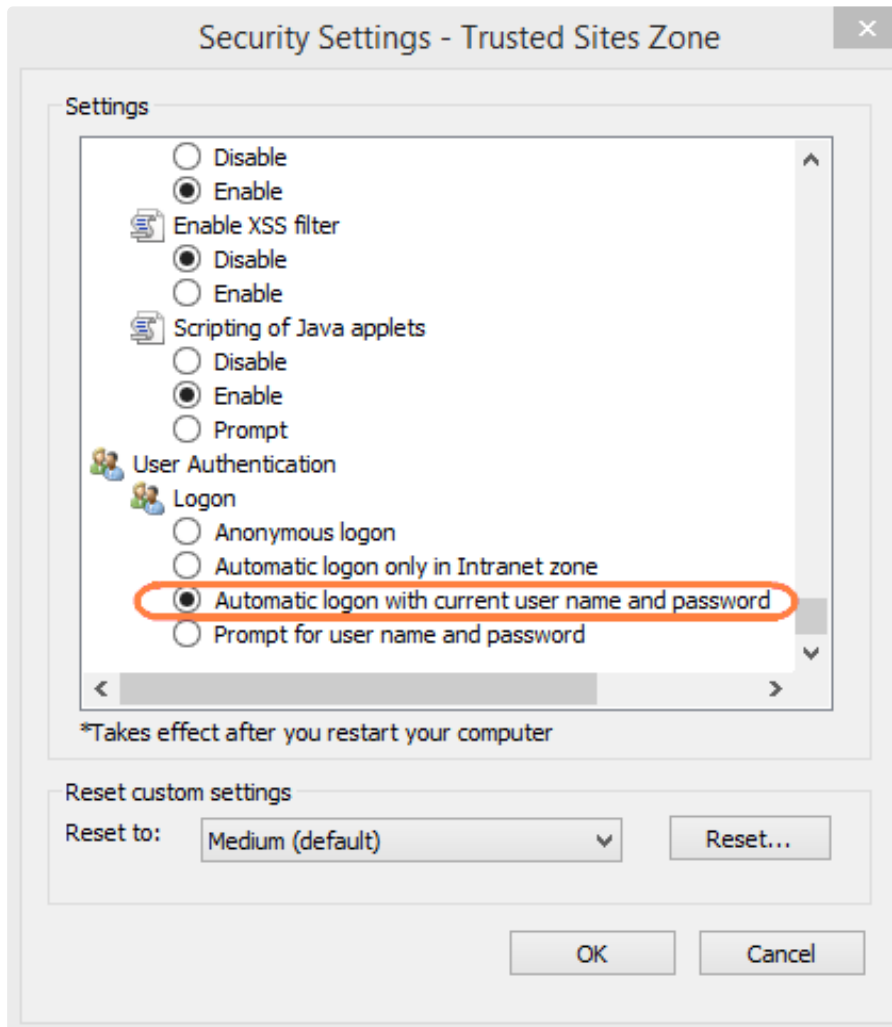 Security Settings - Trusted Sites Zone
Settings
Disable
Enable
Enable XSS filter
Disable
Enable
Scripting of Java applets
Disable
Enable
Prompt
User Authentication
Logon
Anonymous logon
Automatic logon only in Intranet zone
Automatic logon with current user name and password
Prompt for user name and password
*Takes effect after you restart your computer
Reset custom settings
Reset to: Medium (default) Reset...
OK Cancel